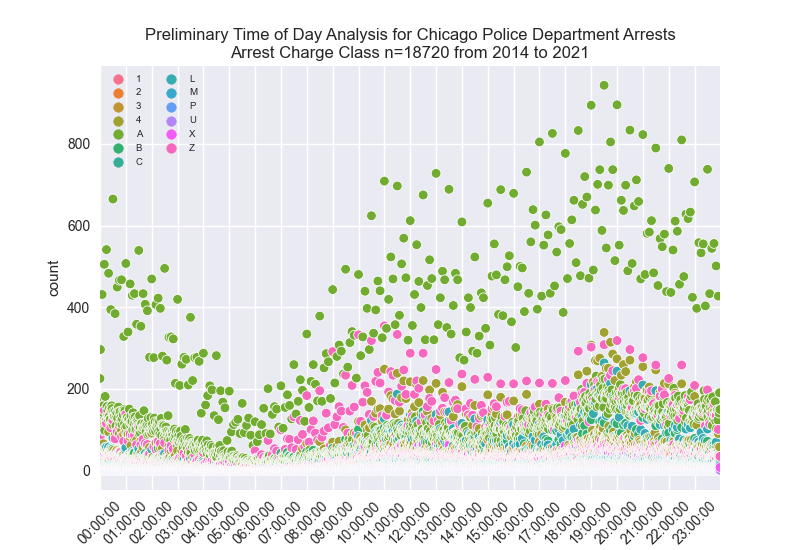 Preliminary Time of Day Analysis for Chicago Police Department Arrests
Arrest Charge Class n=18720 from 2014 to 2021
1
2
3
4
A
B
C
L
M
P
U
X
Z
count
800
600
400
200
0
00:00:00
01:00:00
02:00:00
03:00:00
04:00:00
05:00:00
06:00:00
07:00:00
08:00:00
09:00:00
10:00:00
11:00:00
12:00:00
13:00:00
14:00:00
15:00:00
16:00:00
17:00:00
18:00:00
19:00:00
20:00:00
21:00:00
22:00:00
23:00:00